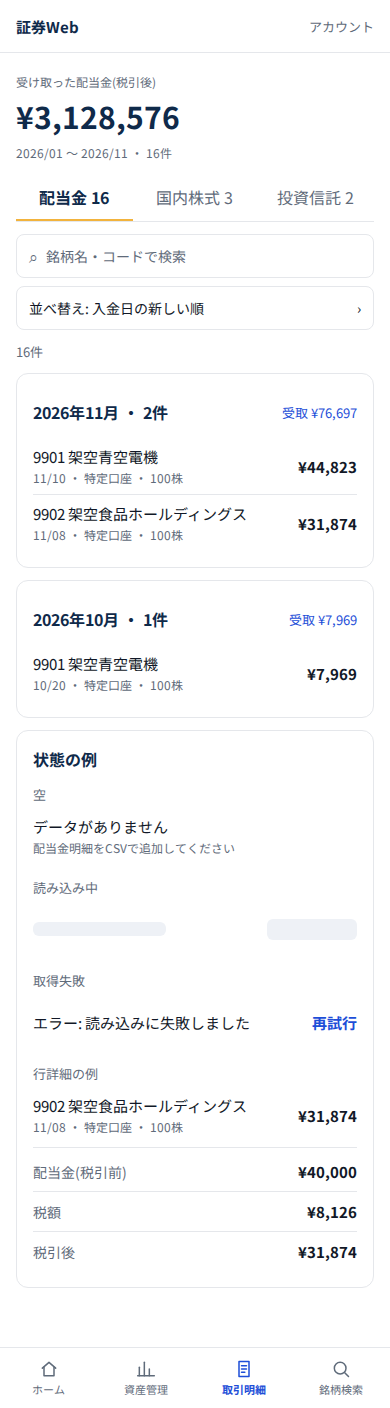 証券Web
アカウント
受け取った配当金(税引後)
¥3,128,576
2026/01 〜 2026/11 ・ 16件
配当金 16 国内株式 3 投資信託 2
銘柄名・コードで検索
並べ替え: 入金日の新しい順 ›
16件
2026年11月 ・ 2件 受取 ¥76,697
9901 架空青空電機
11/10 ・ 特定口座 ・ 100株
¥44,823
9902 架空食品ホールディングス
11/08 ・ 特定口座 ・ 100株
¥31,874
2026年10月 ・ 1件 受取 ¥7,969
9901 架空青空電機
10/20 ・ 特定口座 ・ 100株
¥7,969
状態の例
空
データがありません
配当金明細をCSVで追加してください
読み込み中
取得失敗
エラー: 読み込みに失敗しました 再試行
行詳細の例
9902 架空食品ホールディングス
11/08 ・ 特定口座 ・ 100株
¥31,874
配当金(税引前) ¥40,000
税額 ¥8,126
税引後 ¥31,874
ホーム 資産管理 取引明細 銘柄検索